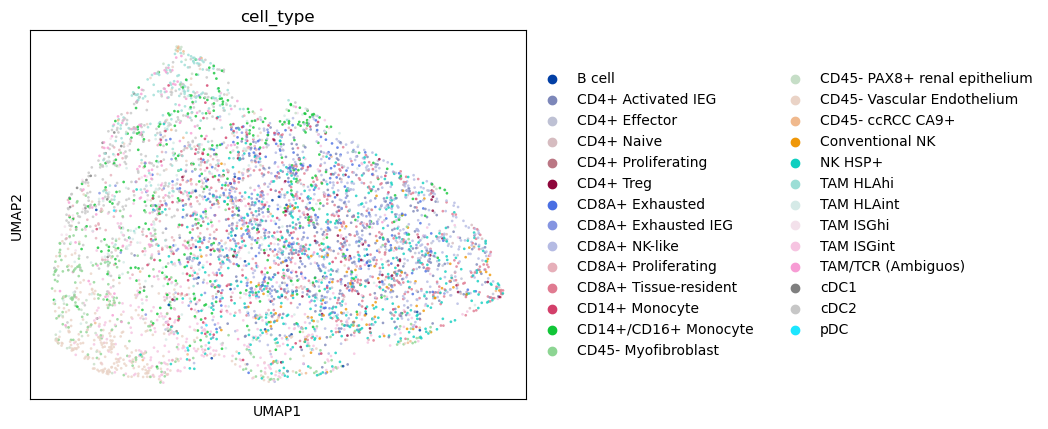 cell_type
UMAP2
UMAP1
B cell
CD4+ Activated IEG
CD4+ Effector
CD4+ Naive
CD4+ Proliferating
CD4+ Treg
CD8A+ Exhausted
CD8A+ Exhausted IEG
CD8A+ NK-like
CD8A+ Proliferating
CD8A+ Tissue-resident
CD14+ Monocyte
CD14+/CD16+ Monocyte
CD45- Myofibroblast
CD45- PAX8+ renal epithelium
CD45- Vascular Endothelium
CD45- ccRCC CA9+
Conventional NK
NK HSP+
TAM HLAhi
TAM HLAint
TAM ISGhi
TAM ISGint
TAM/TCR (Ambiguos)
cDC1
cDC2
pDC